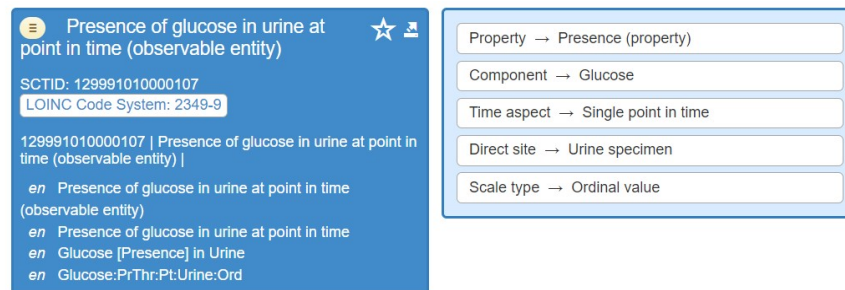 Presence of glucose in urine at
point in time (observable entity)
SCTID: 129991010000107
LOINC Code System: 2349-9
129991010000107 | Presence of glucose in urine at point in
time (observable entity) |
en Presence of glucose in urine at point in time
(observable entity)
en Presence of glucose in urine at point in time
en Glucose [Presence] in Urine
en Glucose:PrThr:Pt:Urine:Ord
Property → Presence (property)
Component → Glucose
Time aspect → Single point in time
Direct site → Urine specimen
Scale type → Ordinal value